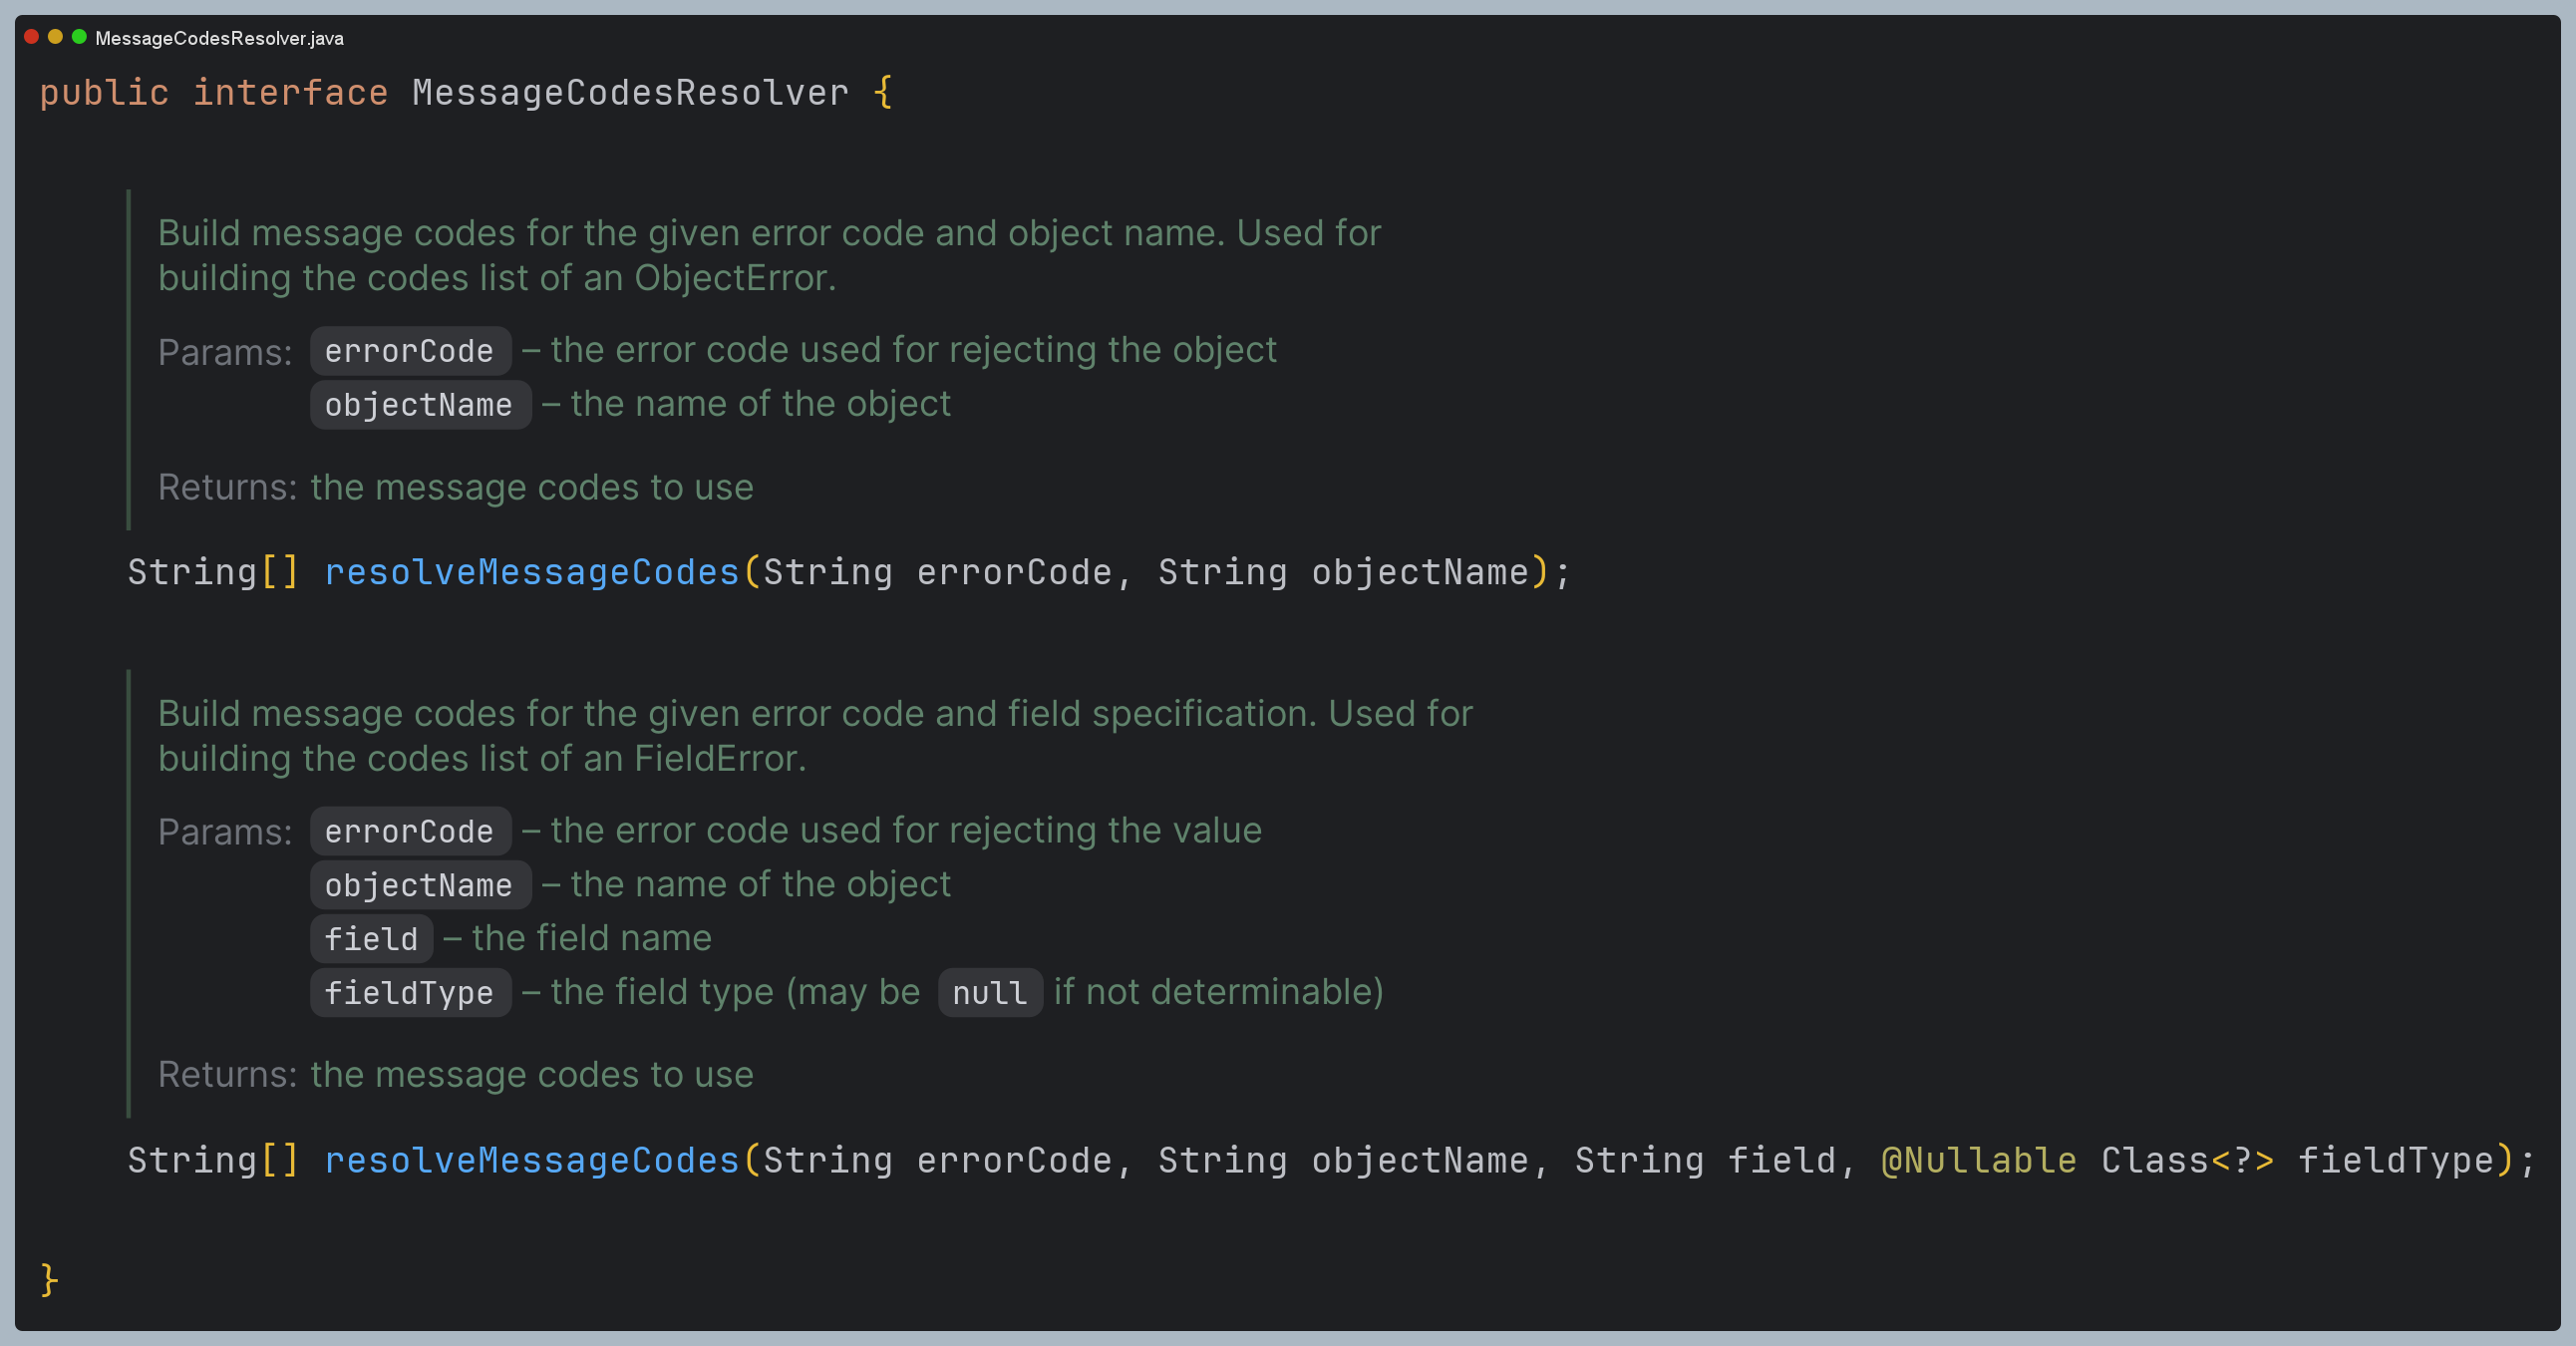 MessageCodesResolver.java
public interface MessageCodesResolver {
Build message codes for the given error code and object name. Used for
building the codes list of an ObjectError.
Params: errorCode – the error code used for rejecting the object
objectName – the name of the object
Returns: the message codes to use
String[] resolveMessageCodes(String errorCode, String objectName);
Build message codes for the given error code and field specification. Used for
building the codes list of an FieldError.
Params: errorCode – the error code used for rejecting the value
objectName – the name of the object
field – the field name
fieldType – the field type (may be null if not determinable)
Returns: the message codes to use
String[] resolveMessageCodes(String errorCode, String objectName, String field, @Nullable Class<?> fieldType);
}